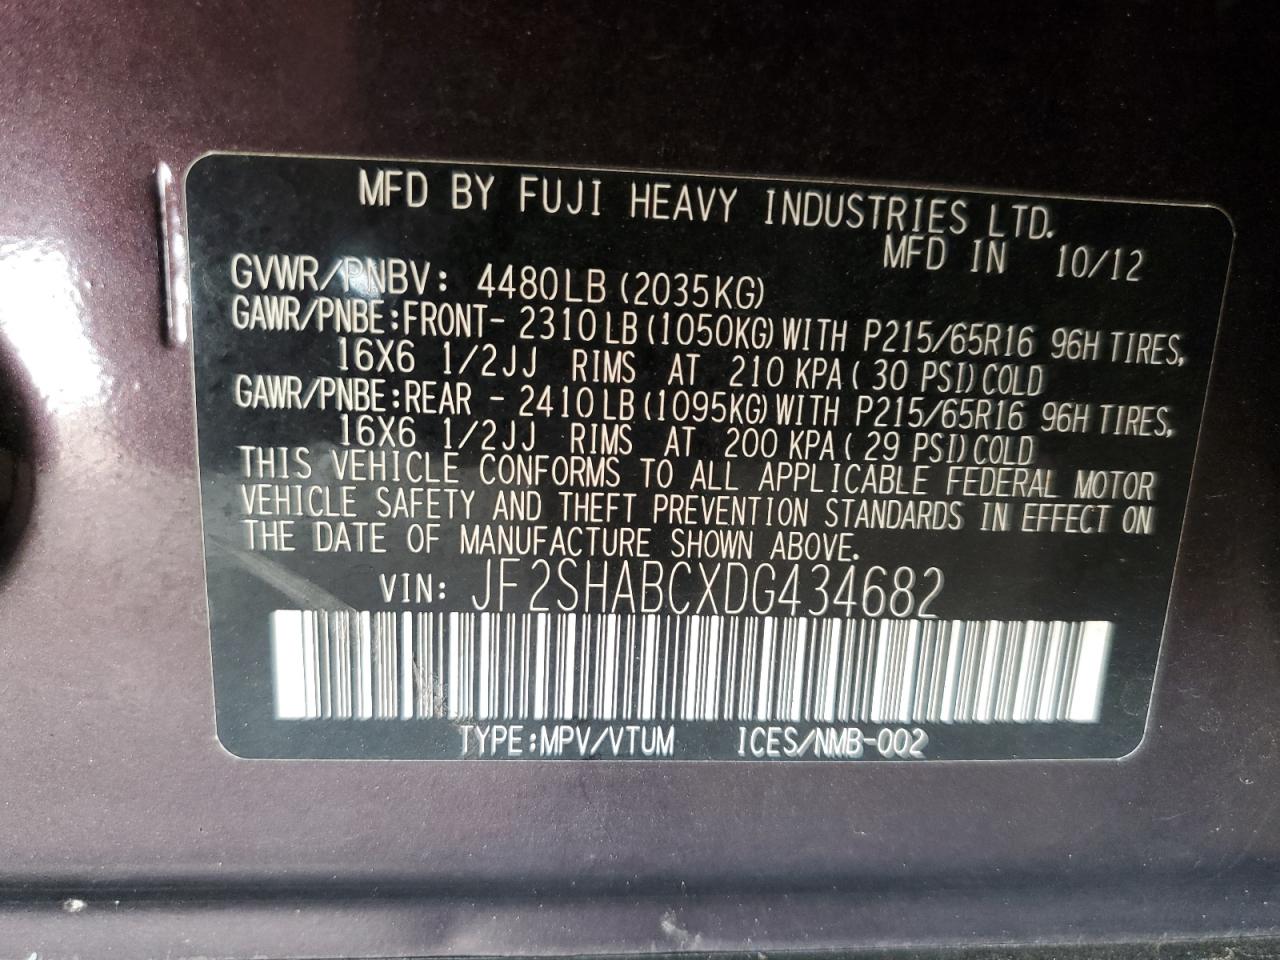 MFD BY FUJI HEAVY INDUSTRIES LTD.
MFD IN 10/12
GVWR/PNBV: 4480LB (2035KG)
GAWR/PNBE:FRONT- 2310LB(1050KG)WITH P215/65R16 96H TIRES,
16X6 1/2JJ RIMS AT 210 KPA( 30 PSI)COLD
GAWR/PNBE:REAR - 2410LB(1095KG)WITH P215/65R16 96H TIRES,
16X6 1/2JJ RIMS AT 200 KPA( 29 PSI)COLD
THIS VEHICLE CONFORMS TO ALL APPLICABLE FEDERAL MOTOR
VEHICLE SAFETY AND THEFT PREVENTION STANDARDS IN EFFECT ON
THE DATE OF MANUFACTURE SHOWN ABOVE.
VIN: JF2SHABCXDG434682
TYPE:MPV/VTUM ICES/NMB-002